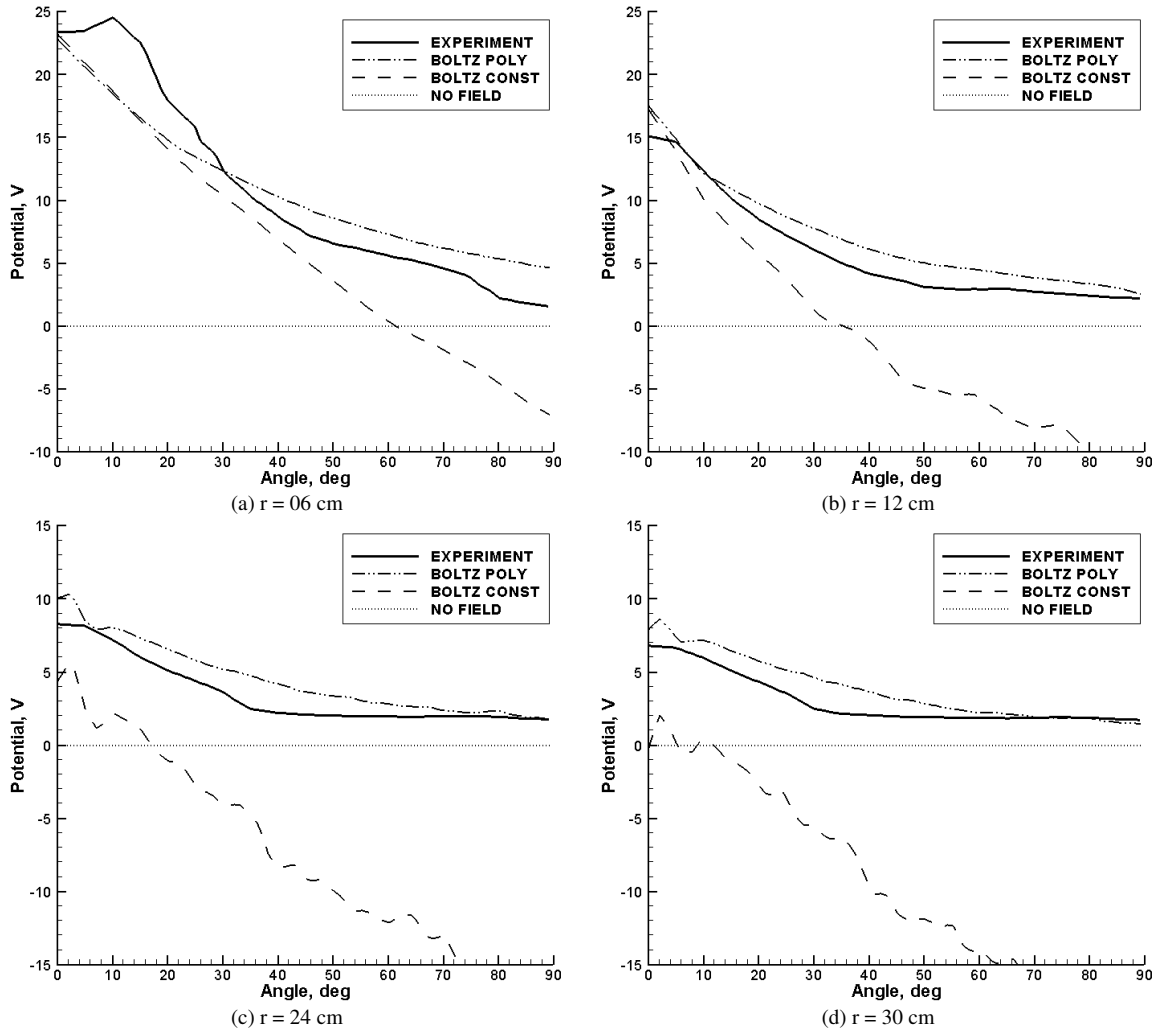 25
20
15
10
5
0
-5
-10
Potential, V
0 10 20 30 40 50 60 70 80 90
Angle, deg
EXPERIMENT
BOLTZ POLY
BOLTZ CONST
NO FIELD
(a) r = 06 cm
25
20
15
10
5
0
-5
-10
Potential, V
0 10 20 30 40 50 60 70 80 90
Angle, deg
EXPERIMENT
BOLTZ POLY
BOLTZ CONST
NO FIELD
(b) r = 12 cm
15
10
5
0
-5
-10
-15
Potential, V
0 10 20 30 40 50 60 70 80 90
Angle, deg
EXPERIMENT
BOLTZ POLY
BOLTZ CONST
NO FIELD
(c) r = 24 cm
15
10
5
0
-5
-10
-15
Potential, V
0 10 20 30 40 50 60 70 80 90
Angle, deg
EXPERIMENT
BOLTZ POLY
BOLTZ CONST
NO FIELD
(d) r = 30 cm